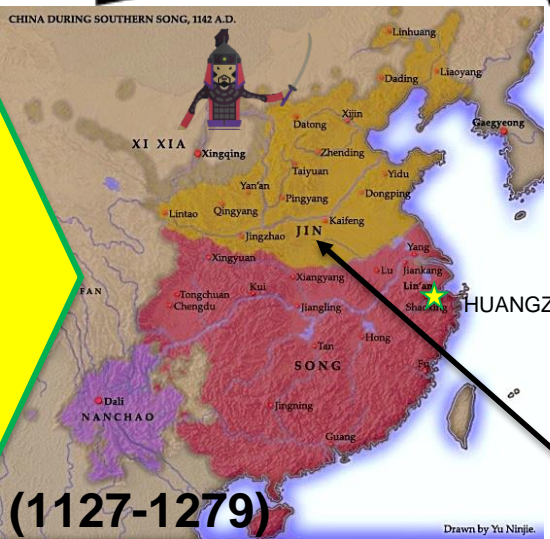 CHINA DURING SOUTHERN SONG, 1142 A.D.
Linhuang
Dading
Liaoyang
Datong
Xijin
Gaegyeong
XI XIA
Xingqing
Zhending
Taiyuan
Yidu
Yan'an
Pingyang
Dongping
Lintao
Qingyang
Kaifeng
JIN
Jingzhao
Xingyuan
Yang
Xiangyang
Lu
Jiankang
FAN
Kui
Lin'an
Tongchuan
Chengdu
Jiangling
HUANGZ
Tan
Hong
SONG
Fu
Dali
NANCHAO
Jingning
Guang
(1127-1279)
Drawn by Yu Ninjie.